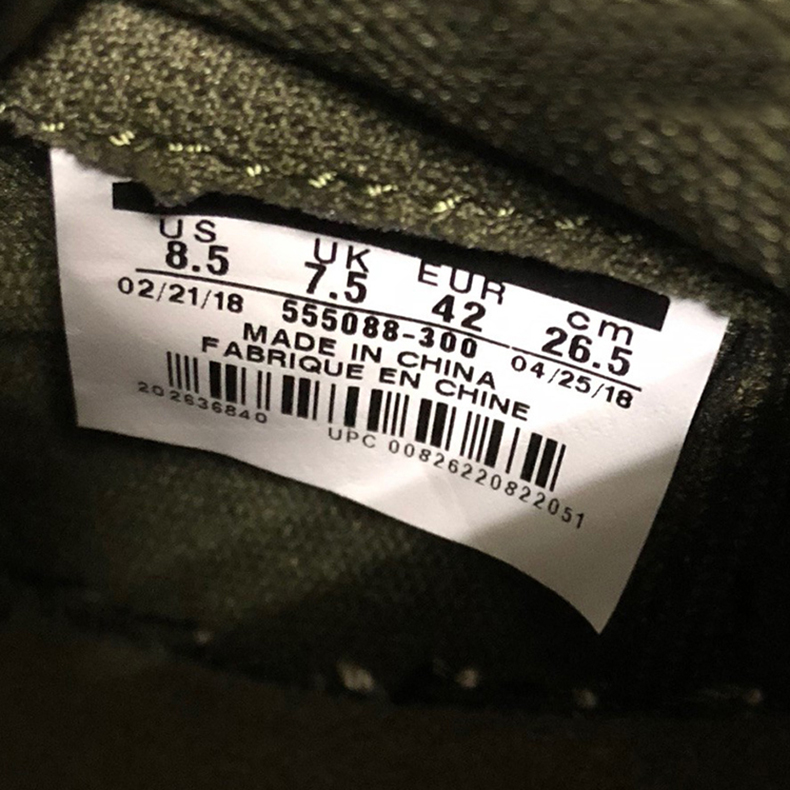 US UK EUR cm
8.5 7.5 42 26.5
02/21/18 555088-300 04/25/18
MADE IN CHINA
FABRIQUE EN CHINE
202636840
UPC 00826220822051